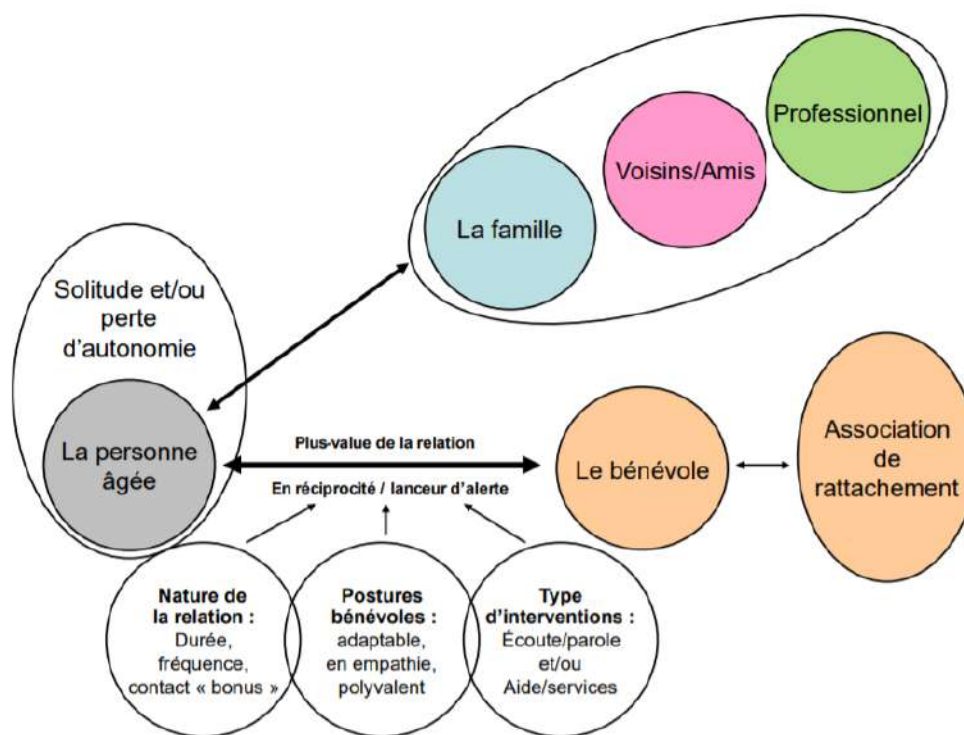 Professionnel
Voisins/Amis
La famille
Solitude et/ou
perte
d’autonomie
La personne
âgée
Plus-value de la relation
En réciprocité / lanceur d’alerte
Le bénévole
Association
de
rattachement
Nature de
la relation :
Durée,
fréquence,
contact « bonus »
Postures
bénévoles :
adaptable,
en empathie,
polyvalent
Type
d’interventions :
Écoute/parole
et/ou
Aide/services